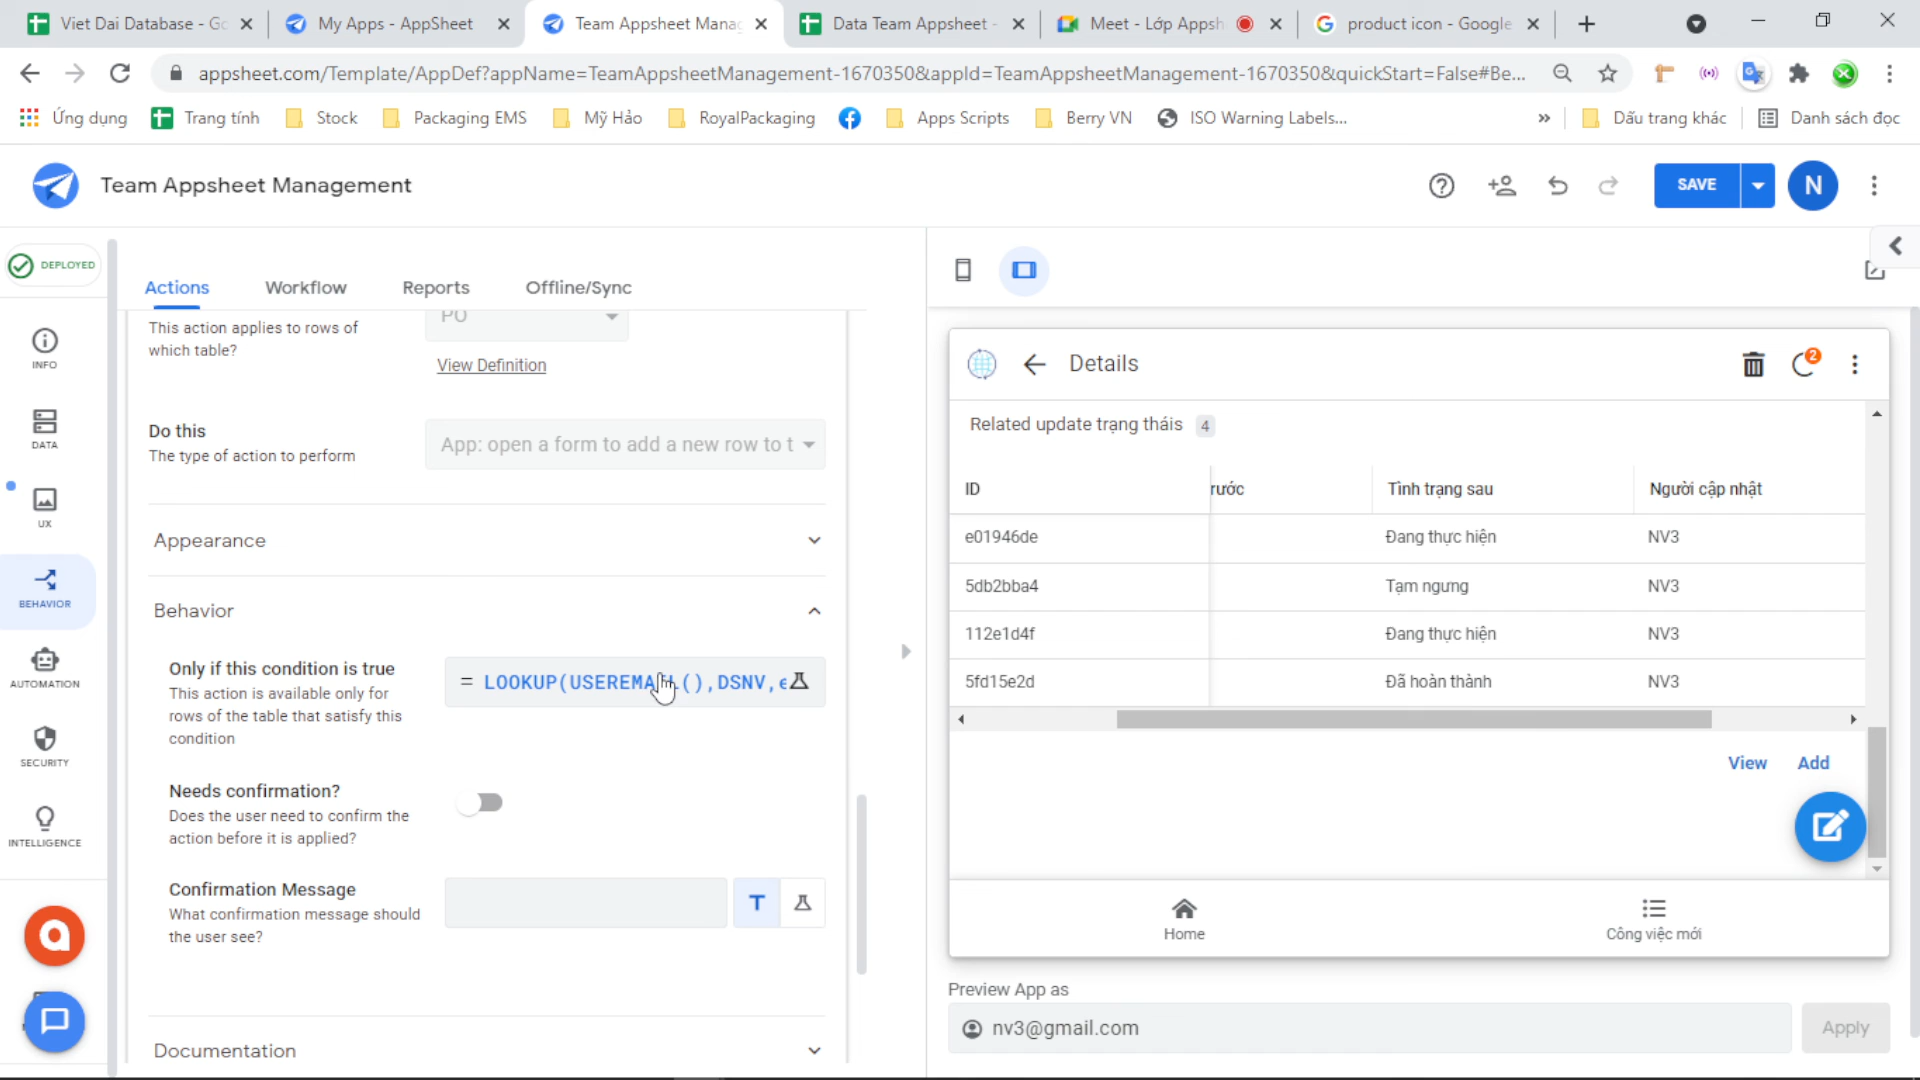 Viet Dai Database - Go
My Apps - AppSheet
Team Appsheet Manag
Data Team Appsheet -
Meet - Lớp Appsh
product icon - Google
appsheet.com/Template/AppDef?appName=TeamAppsheetManagement-1670350&appId=TeamAppsheetManagement-1670350&quickStart=False#Be...
Ứng dụng
Trang tính
Stock
Packaging EMS
Mỹ Hảo
RoyalPackaging
Apps Scripts
Berry VN
ISO Warning Labels...
»
Dấu trang khác
Danh sách đọc
Team Appsheet Management
SAVE
N
DEPLOYED
INFO
DATA
UX
BEHAVIOR
AUTOMATION
SECURITY
INTELLIGENCE
Actions
Workflow
Reports
Offline/Sync
This action applies to rows of
which table?
PO
View Definition
Do this
The type of action to perform
App: open a form to add a new row to t
Appearance
Behavior
Only if this condition is true
This action is available only for
rows of the table that satisfy this
condition
= LOOKUP(USEREMAIL(),DSNV,e
Needs confirmation?
Does the user need to confirm the
action before it is applied?
Confirmation Message
What confirmation message should
the user see?
T
Documentation
Details
2
Related update trạng tháis 4
ID
rước
Tình trạng sau
Người cập nhật
e01946de
Đang thực hiện
NV3
5db2bba4
Tạm ngưng
NV3
112e1d4f
Đang thực hiện
NV3
5fd15e2d
Đã hoàn thành
NV3
View
Add
Home
Công việc mới
Preview App as
nv3@gmail.com
Apply